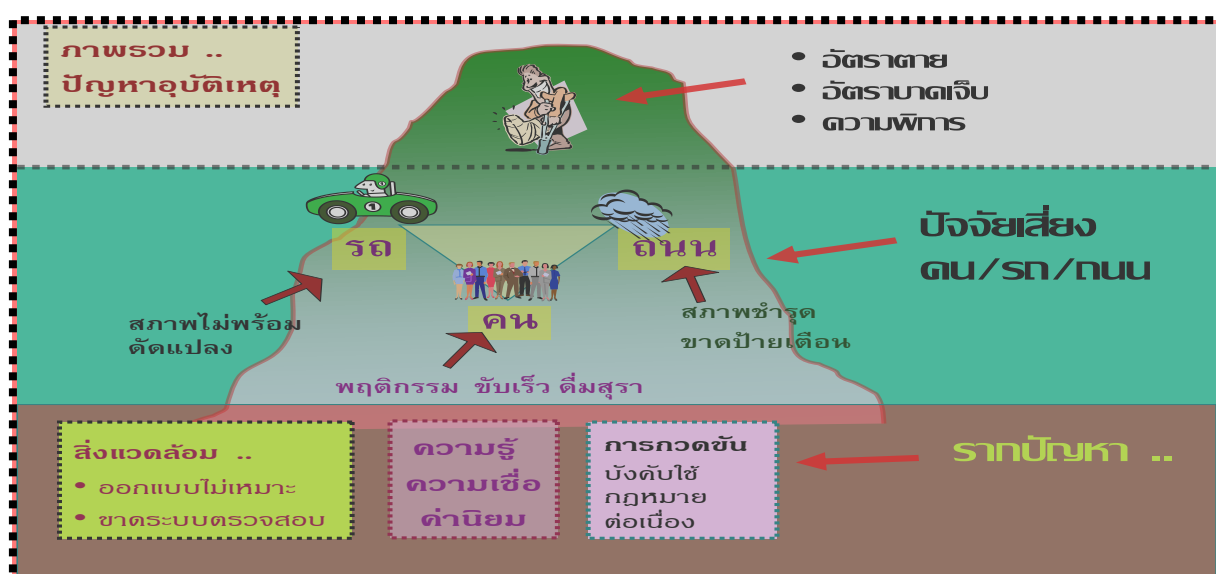 ภาพรวม ..
ปัญหาอุบัติเหตุ
• อัตราตาย
• อัตราบาดเจ็บ
• ความพิการ
1
รถ
ถนน
คน
ปัจจัยเสี่ยง
คน/รถ/ถนน
สภาพไม่พร้อม
ดัดแปลง
สภาพชำรุด
ขาดป้ายเตือน
พฤติกรรม ขับเร็ว ดื่มสุรา
สิ่งแวดล้อม ..
• ออกแบบไม่เหมาะ
• ขาดระบบตรวจสอบ
ความรู้
ความเชื่อ
ค่านิยม
การกวดขัน
บังคับใช้
กฎหมาย
ต่อเนื่อง
รากปัญหา ..